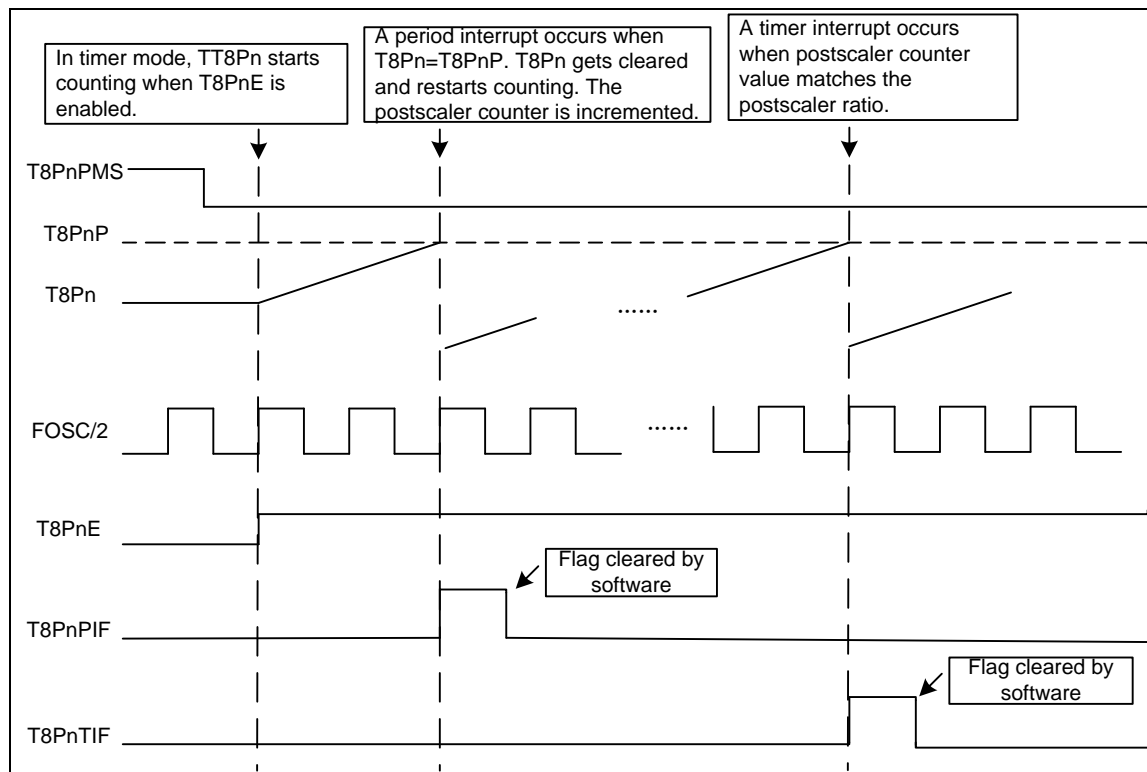 In timer mode, TT8Pn starts
counting when T8PnE is
enabled.
A period interrupt occurs when
T8Pn=T8PnP. T8Pn gets cleared
and restarts counting. The
postscaler counter is incremented.
A timer interrupt occurs
when postscaler counter
value matches the
postscaler ratio.
T8PnPMS
T8PnP
T8Pn
......
FOSC/2
......
T8PnE
Flag cleared by
software
T8PnPIF
Flag cleared by
software
T8PnTIF